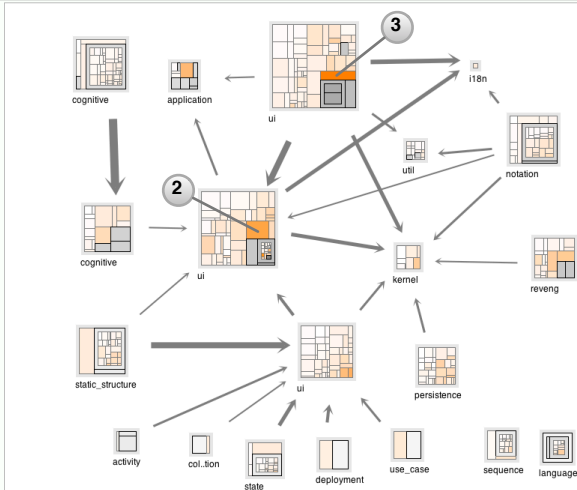 3
cognitive
application
ui
i18n
util
notation
2
cognitive
ui
kernel
reveng
static_structure
ui
persistence
activity
col..tion
state
deployment
use_case
sequence
language